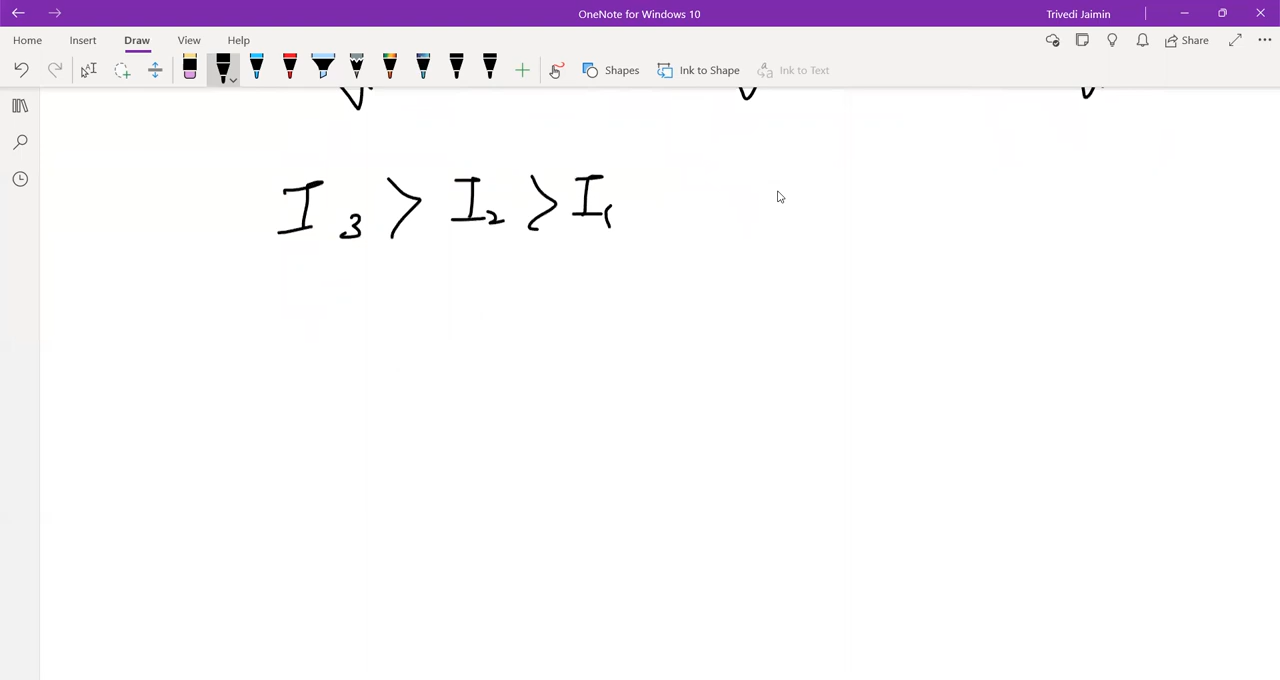 OneNote for Windows 10
Trivedi Jaimin
Home Insert Draw View Help
Share
Shapes Ink to Shape Ink to Text
I₃ > I₂ > I₁